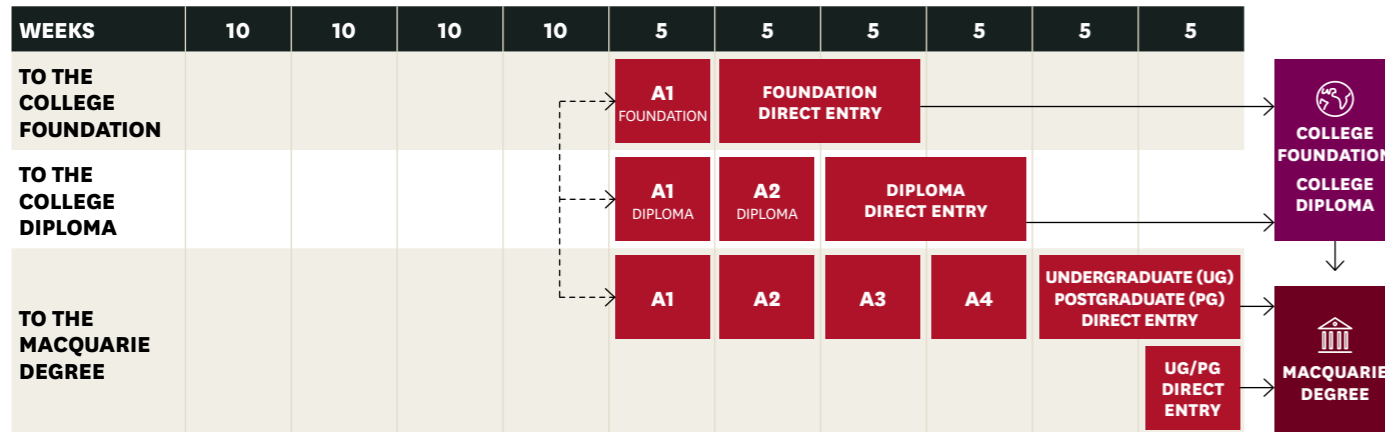 WEEKS 10 10 10 10 5 5 5 5 5 5
TO THE
COLLEGE
FOUNDATION
A1
FOUNDATION
FOUNDATION
DIRECT ENTRY
TO THE
COLLEGE
DIPLOMA
A1
DIPLOMA
A2
DIPLOMA
DIPLOMA
DIRECT ENTRY
COLLEGE
FOUNDATION
COLLEGE
DIPLOMA
TO THE
MACQUARIE
DEGREE
A1
A2
A3
A4
UNDERGRADUATE (UG)
POSTGRADUATE (PG)
DIRECT ENTRY
UG/PG
DIRECT
ENTRY
MACQUARIE
DEGREE